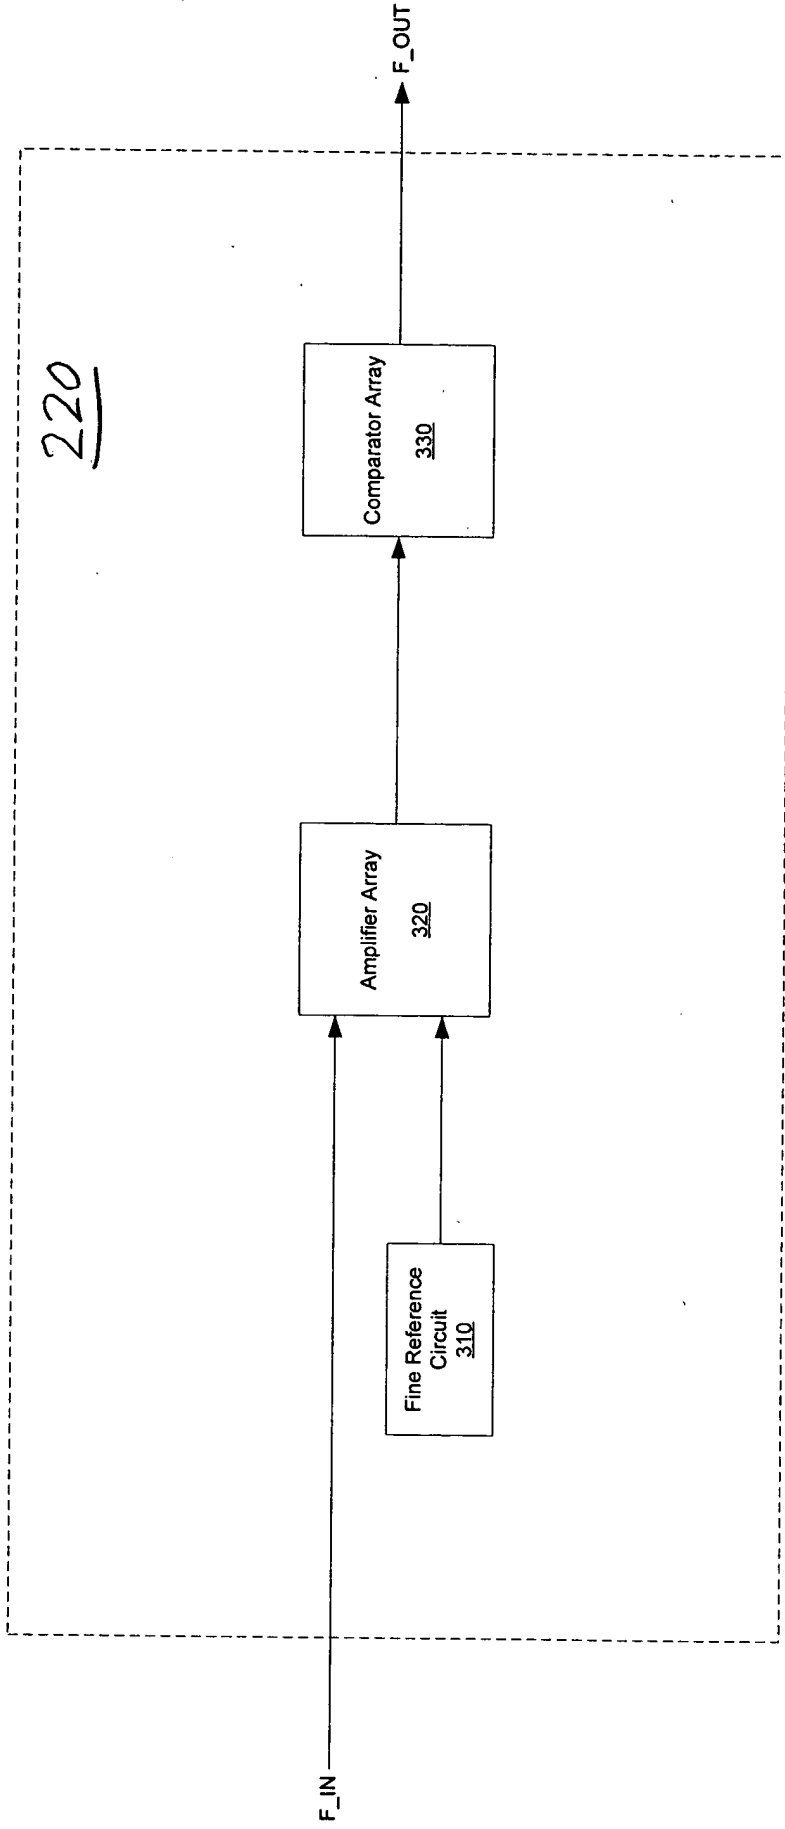 220
F_IN
Fine Reference
Circuit
310
Amplifier Array
320
Comparator Array
330
F_OUT